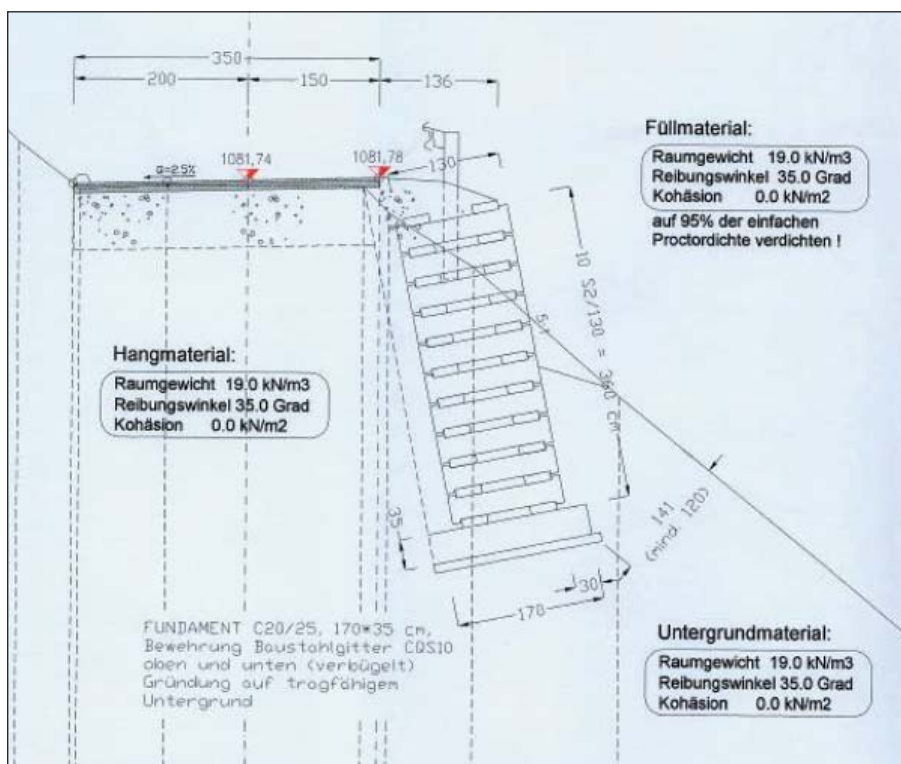 350
200
150
136
1081,74
1081,78
130
Q=2.5%
Füllmaterial:
Raumgewicht 19.0 kN/m3
Reibungswinkel 35.0 Grad
Kohäsion 0.0 kN/m2
auf 95% der einfachen
Proctordichte verdichten !
10 S2/130 = 360 cm
5:1
Hangmaterial:
Raumgewicht 19.0 kN/m3
Reibungswinkel 35.0 Grad
Kohäsion 0.0 kN/m2
35
141
(mind. 120)
30
170
FUNDAMENT C20/25, 170*35 cm,
Bewehrung Baustahlgitter CQS10
oben und unten (verbügelt)
Gründung auf tragfähigem
Untergrund
Untergrundmaterial:
Raumgewicht 19.0 kN/m3
Reibungswinkel 35.0 Grad
Kohäsion 0.0 kN/m2